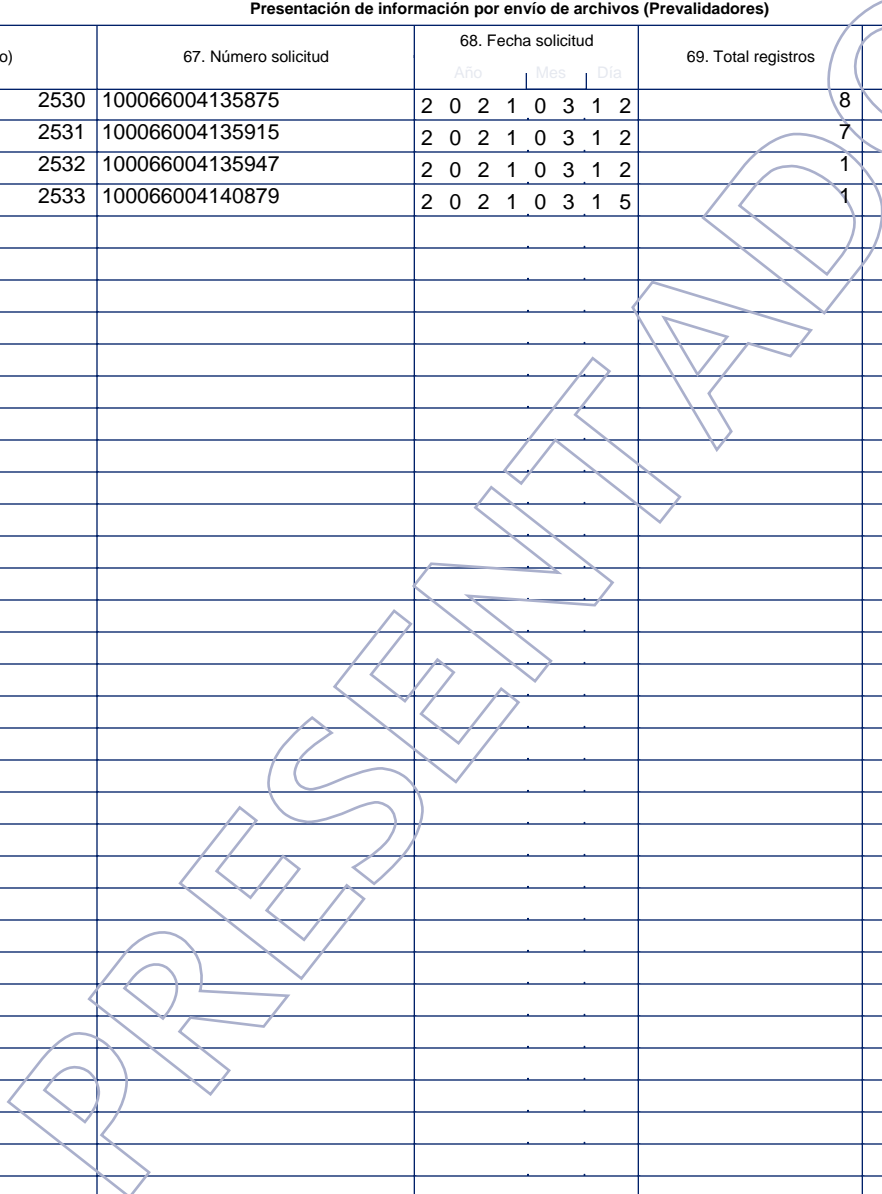 Presentación de información por envío de archivos (Prevalidadores)
o) 67. Número solicitud 68. Fecha solicitud 69. Total registros
Año Mes Día
2530 100066004135875 2 0 2 1 0 3 1 2 8
2531 100066004135915 2 0 2 1 0 3 1 2 7
2532 100066004135947 2 0 2 1 0 3 1 2 1
2533 100066004140879 2 0 2 1 0 3 1 5 1
PRESENTADO